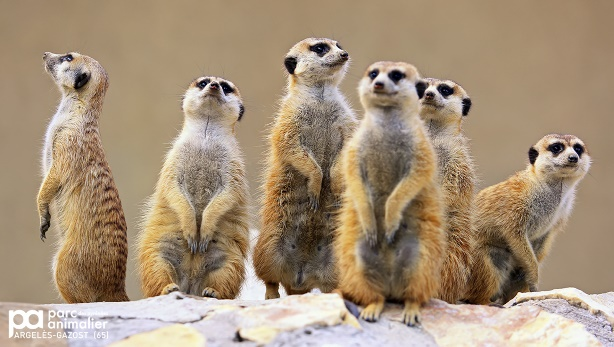 pa parc
animalier
ARGELÈS-GAZOST (65)